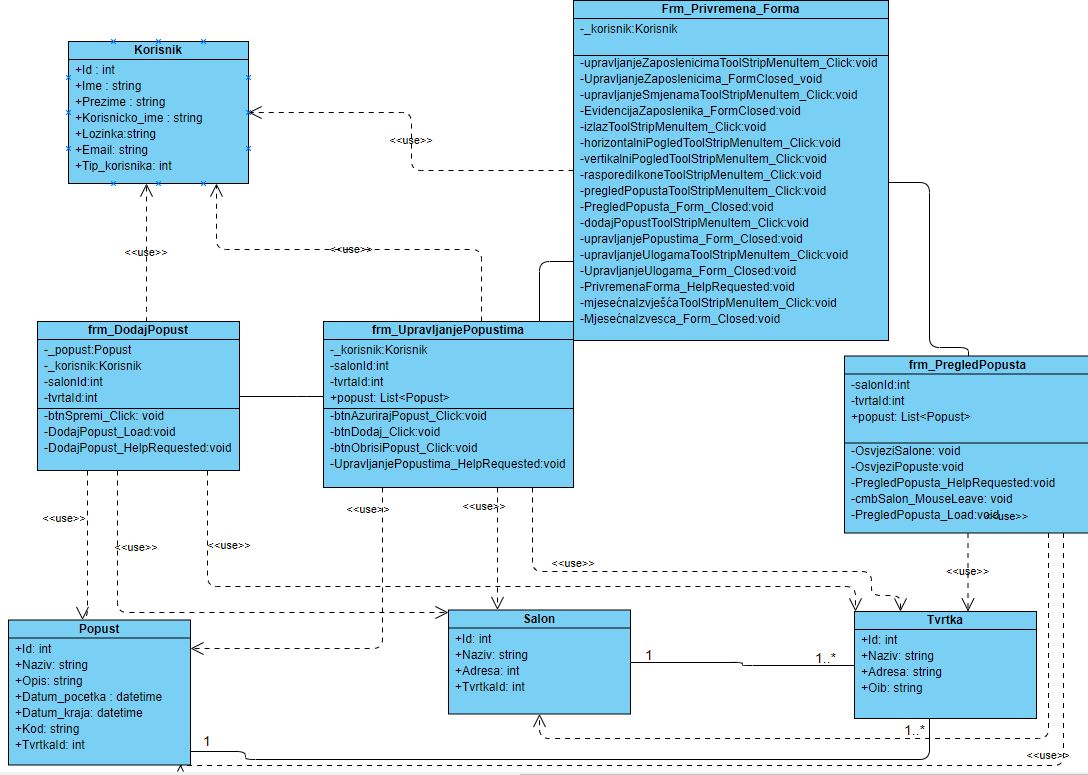 Frm_Privremena_Forma
-_korisnik:Korisnik
-upravljanjeZaposlenicimaToolStripMenuItem_Click:void
-UpravljanjeZaposlenicima_FormClosed_void
-upravljanjeSmjenamaToolStripMenuItem_Click:void
-EvidencijaZaposlenika_FormClosed:void
-izlazToolStripMenuItem_Click:void
-horizontalniPogledToolStripMenuItem_Click:void
-vertikalniPogledToolStripMenuItem_Click:void
-rasporediIkoneToolStripMenuItem_Click:void
-pregledPopustaToolStripMenuItem_Click:void
-PregledPopusta_Form_Closed:void
-dodajPopustToolStripMenuItem_Click:void
-upravljanjePopustima_Form_Closed:void
-upravljanjeUlogamaToolStripMenuItem_Click:void
-UpravljanjeUlogama_Form_Closed:void
-PrivremenaForma_HelpRequested:void
-mjesečnaIzvješćaToolStripMenuItem_Click:void
-MjesečnaIzvesca_Form_Closed:void
Korisnik
+Id : int
+Ime : string
+Prezime : string
+Korisnicko_ime : string
+Lozinka:string
+Email: string
+Tip_korisnika: int
<<use>>
<<use>>
<<use>>
frm_DodajPopust
-_popust:Popust
-_korisnik:Korisnik
-salonId:int
-tvrtaId:int
-btnSpremi_Click: void
-DodajPopust_Load:void
-DodajPopust_HelpRequested:void
frm_UpravljanjePopustima
-_korisnik:Korisnik
-salonId:int
-tvrtaId:int
+popust: List<Popust>
-btnAzurirajPopust_Click:void
-btnDodaj_Click:void
-btnObrisiPopust_Click:void
-UpravljanjePopustima_HelpRequested:void
frm_PregledPopusta
-salonId:int
-tvrtaId:int
+popust: List<Popust>
-OsvjeziSalone: void
-OsvjeziPopuste:void
-PregledPopusta_HelpRequested:void
-cmbSalon_MouseLeave: void
-PregledPopusta_Load:void
<<use>>
<<use>>
<<use>>
<<use>>
<<use>>
<<use>>
<<use>>
<<use>>
Popust
+Id: int
+Naziv: string
+Opis: string
+Datum_pocetka : datetime
+Datum_kraja: datetime
+Kod: string
+TvrtkaId: int
Salon
+Id: int
+Naziv: string
+Adresa: int
+TvrtkaId: int
1
1..*
Tvrtka
+Id: int
+Naziv: string
+Adresa: string
+Oib: string
1..*
1
<<use>>